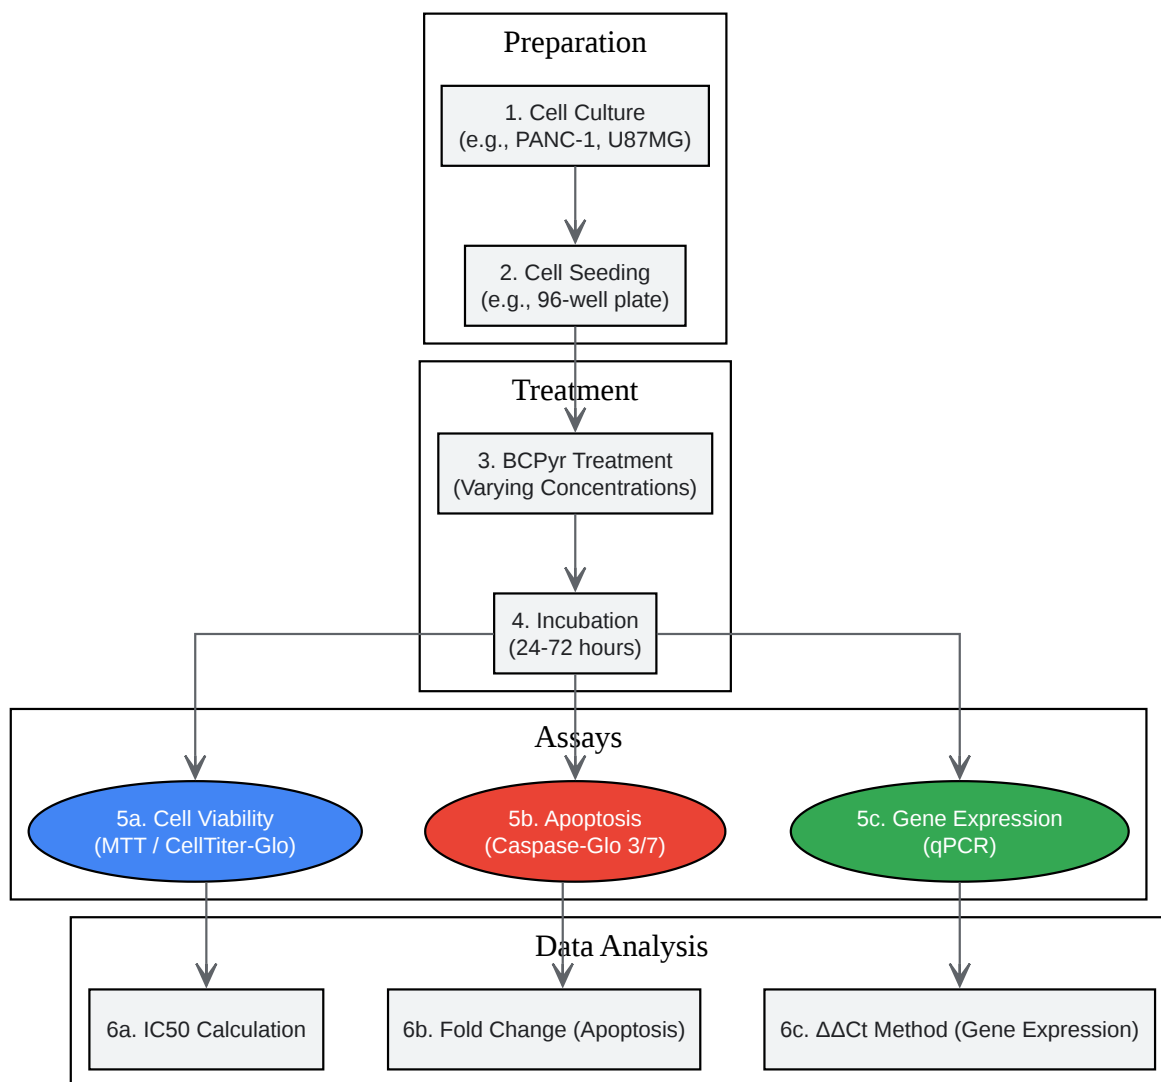 Preparation
1. Cell Culture
(e.g., PANC-1, U87MG)
2. Cell Seeding
(e.g., 96-well plate)
Treatment
3. BCPyr Treatment
(Varying Concentrations)
4. Incubation
(24-72 hours)
Assays
5a. Cell Viability
(MTT / CellTiter-Glo)
5b. Apoptosis
(Caspase-Glo 3/7)
5c. Gene Expression
(qPCR)
Data Analysis
6a. IC50 Calculation
6b. Fold Change (Apoptosis)
6c. ΔΔCt Method (Gene Expression)